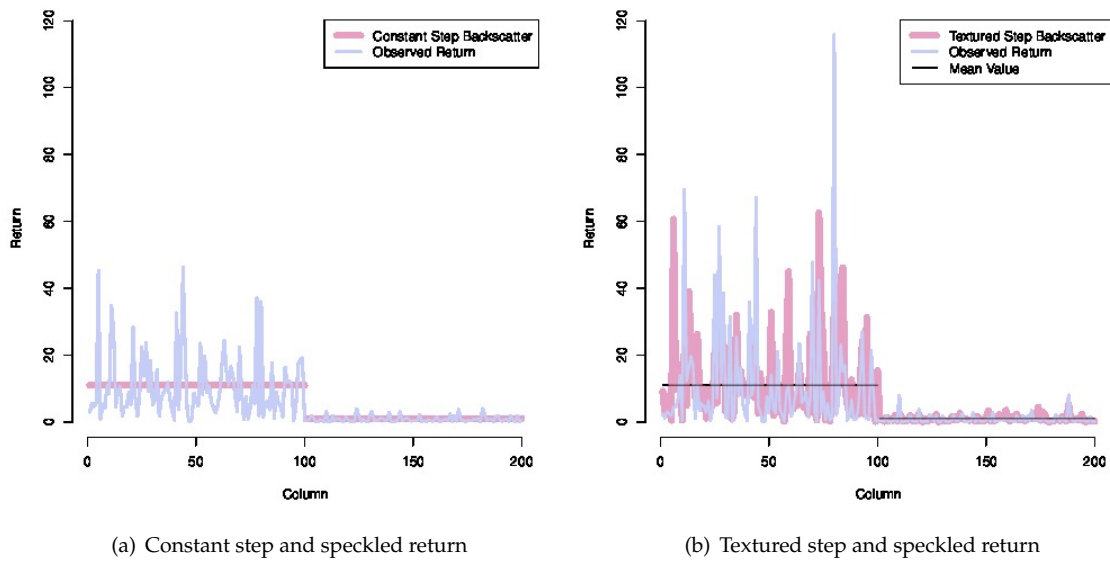 Constant Step Backscatter
Observed Return
120
100
80
60
40
20
0
Return
0 50 100 150 200
Column
(a) Constant step and speckled return
Textured Step Backscatter
Observed Return
Mean Value
120
100
80
60
40
20
0
Return
0 50 100 150 200
Column
(b) Textured step and speckled return